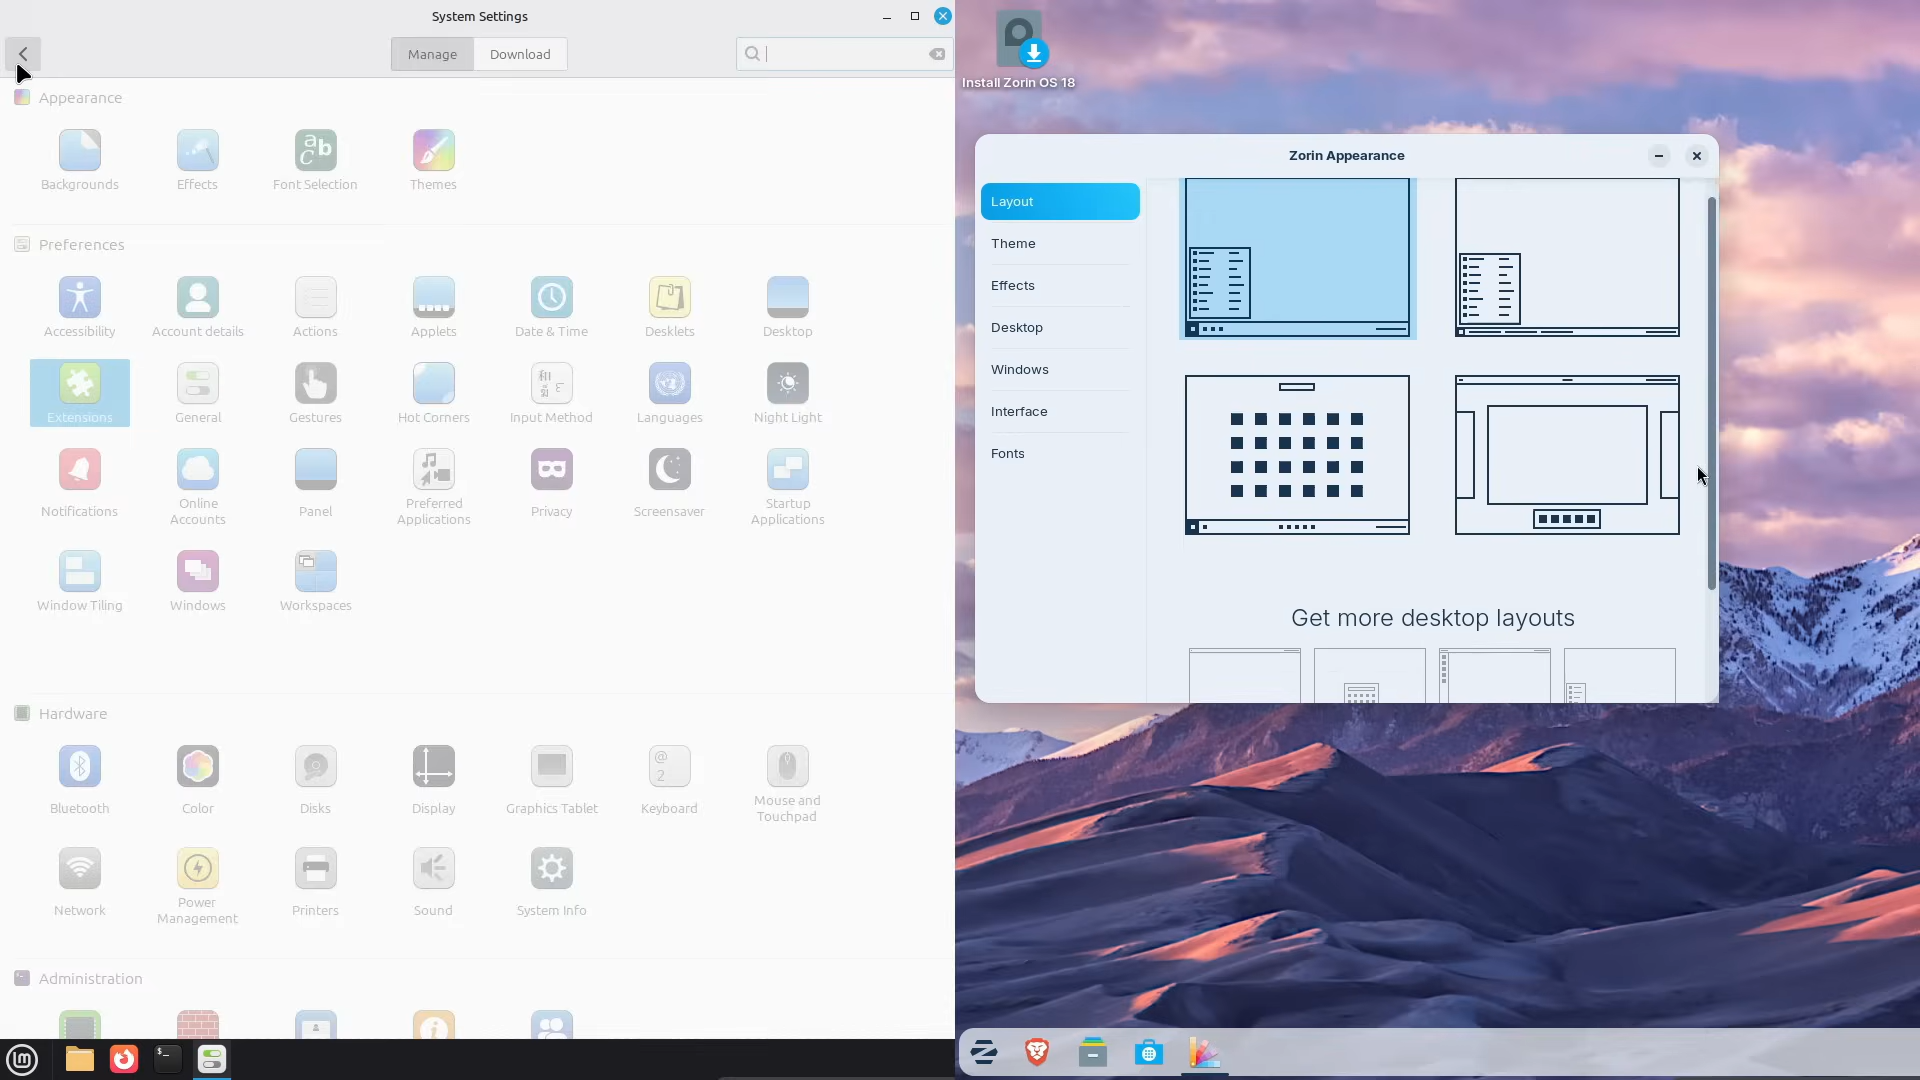 System Settings
Manage
Download
Appearance
Backgrounds
Effects
Font Selection
Themes
Preferences
Accessibility
Account details
Actions
Applets
Date & Time
Desklets
Desktop
Extensions
General
Gestures
Hot Corners
Input Method
Languages
Night Light
Notifications
Online
Accounts
Panel
Preferred
Applications
Privacy
Screensaver
Startup
Applications
Window Tiling
Windows
Workspaces
Hardware
Bluetooth
Color
Disks
Display
Graphics Tablet
Keyboard
Mouse and
Touchpad
Network
Power
Management
Printers
Sound
System Info
Administration
Install Zorin OS 18
Zorin Appearance
Layout
Theme
Effects
Desktop
Windows
Interface
Fonts
Get more desktop layouts